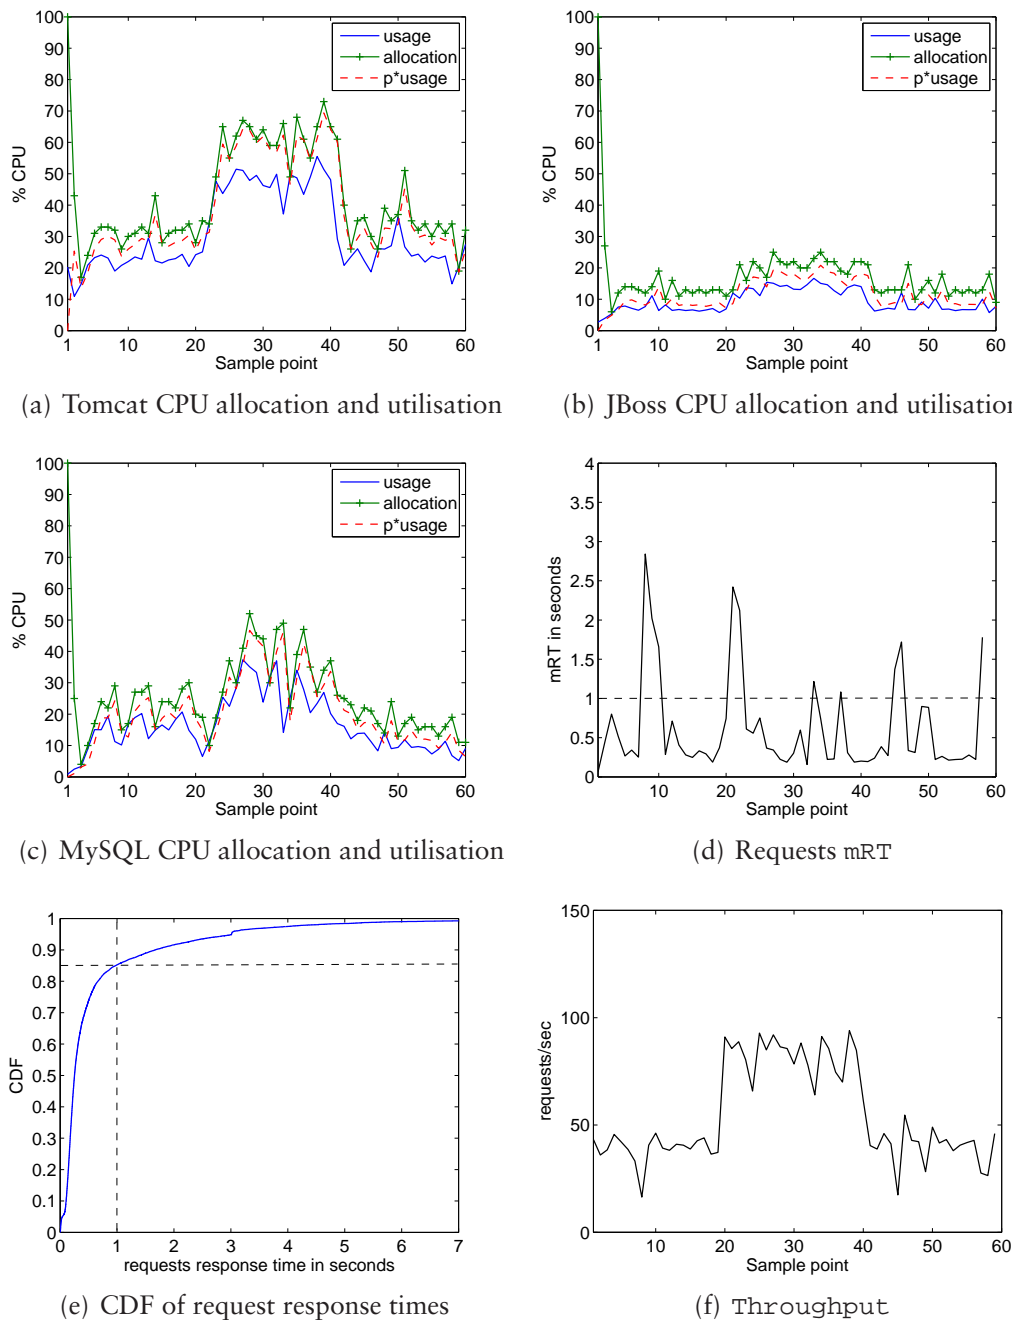 100
90
80
70
60
50
40
30
20
10
0
% CPU
usage
allocation
p*usage
1 10 20 30 40 50 60
Sample point
(a) Tomcat CPU allocation and utilisation
100
90
80
70
60
50
40
30
20
10
0
% CPU
usage
allocation
p*usage
1 10 20 30 40 50 60
Sample point
(b) JBoss CPU allocation and utilisation
100
90
80
70
60
50
40
30
20
10
0
% CPU
usage
allocation
p*usage
1 10 20 30 40 50 60
Sample point
(c) MySQL CPU allocation and utilisation
4
3.5
3
2.5
2
1.5
1
0.5
0
mRT in seconds
10 20 30 40 50 60
Sample point
(d) Requests mRT
1
0.9
0.8
0.7
0.6
0.5
0.4
0.3
0.2
0.1
0
CDF
0 1 2 3 4 5 6 7
requests response time in seconds
(e) CDF of request response times
150
100
50
0
requests/sec
10 20 30 40 50 60
Sample point
(f) Throughput